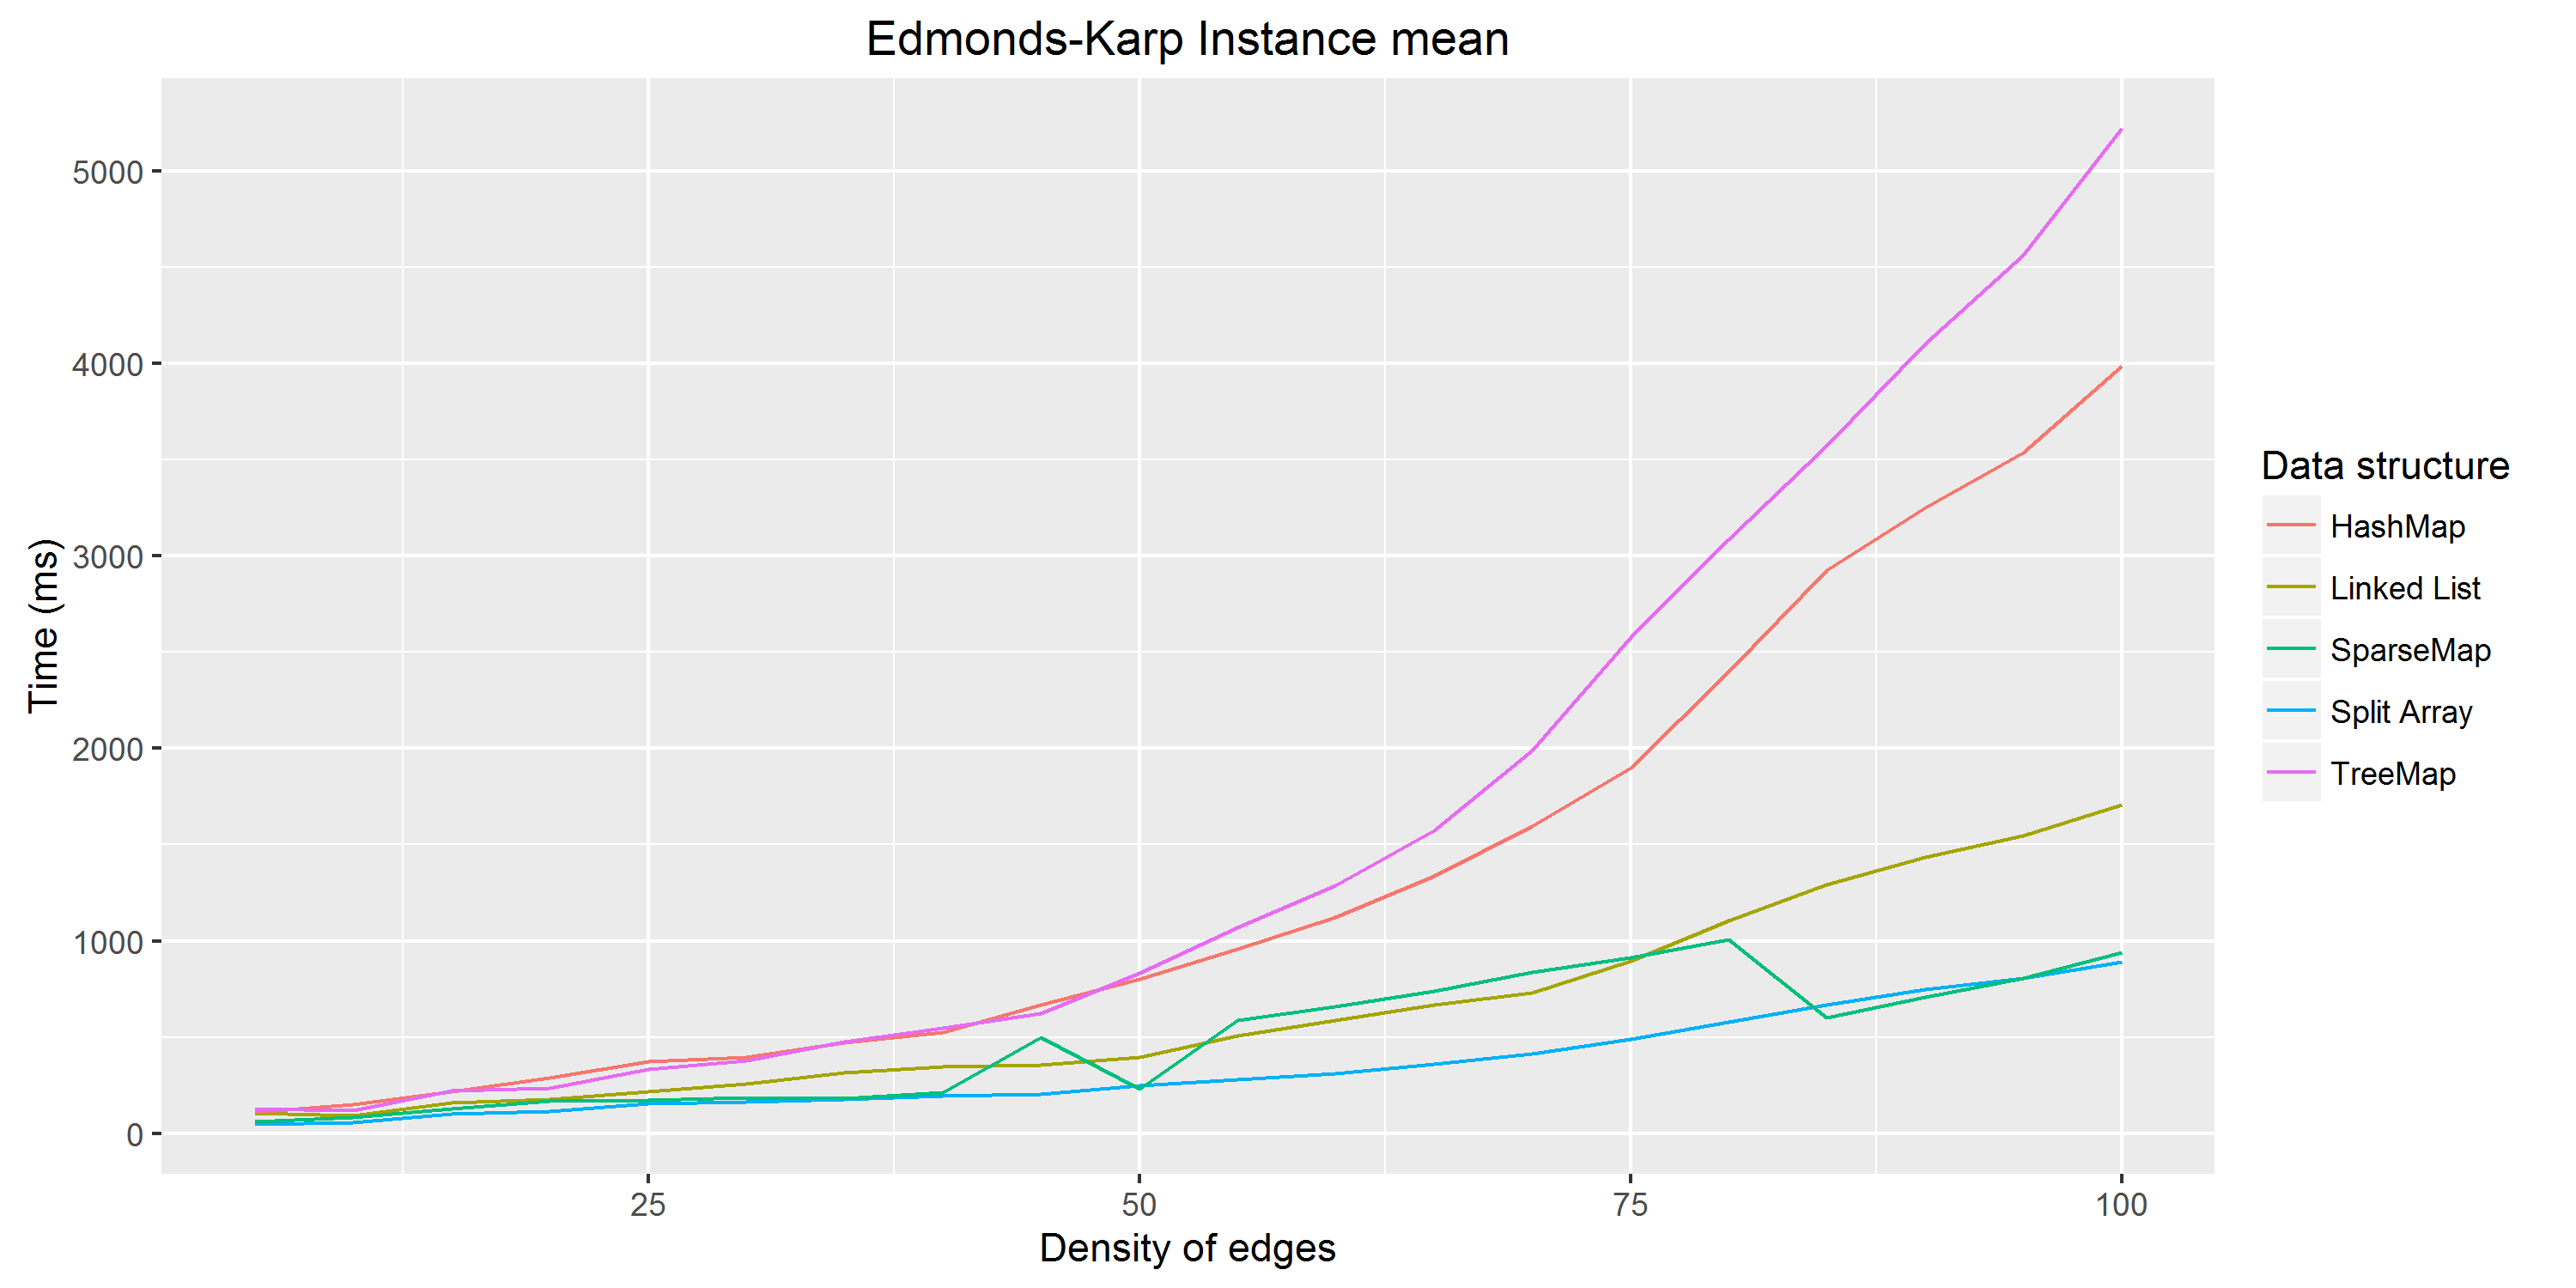 Edmonds-Karp Instance mean
5000
4000
3000
2000
1000
0
Time (ms)
25 50 75 100
Density of edges
Data structure
HashMap
Linked List
SparseMap
Split Array
TreeMap